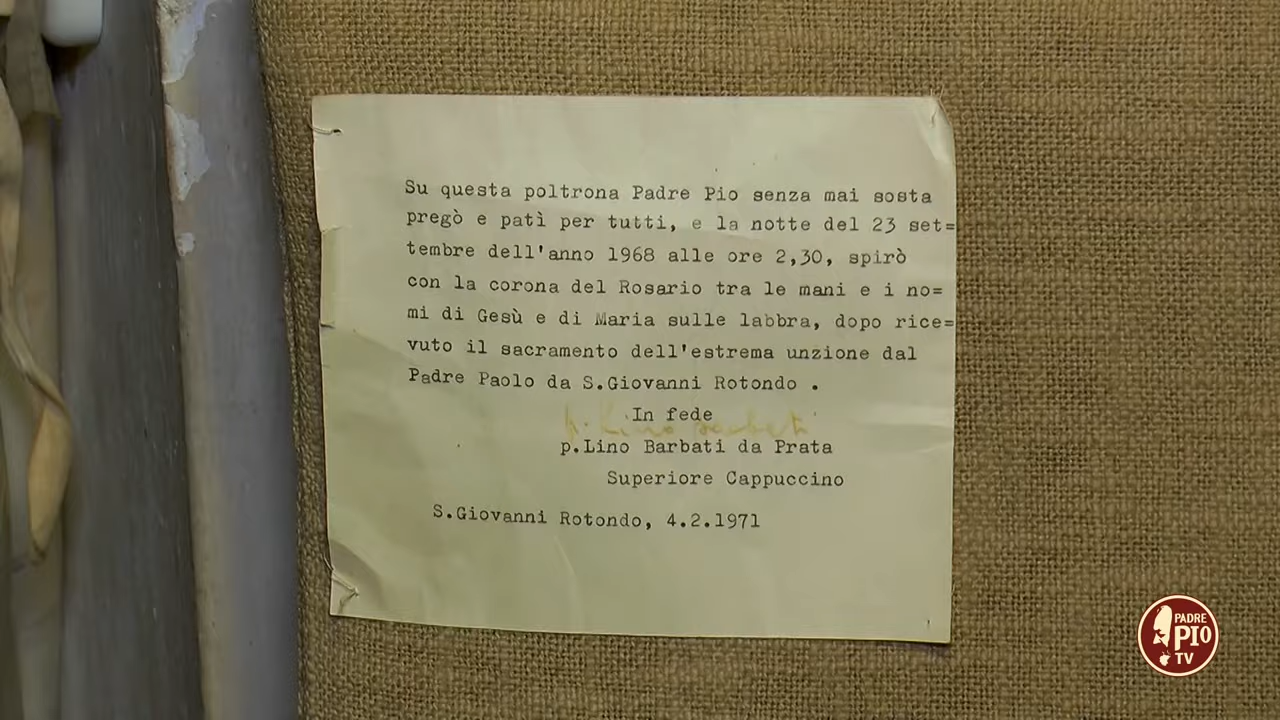 Su questa poltrona Padre Pio senza mai sosta
pregò e patì per tutti, e la notte del 23 set=
tembre dell'anno 1968 alle ore 2,30, spirò
con la corona del Rosario tra le mani e i no=
mi di Gesù e di Maria sulle labbra, dopo rice=
vuto il sacramento dell'estrema unzione dal
Padre Paolo da S.Giovanni Rotondo .
In fede
p. Lino Barbati
p.Lino Barbati da Prata
Superiore Cappuccino
S.Giovanni Rotondo, 4.2.1971
PADRE
PIO
TV